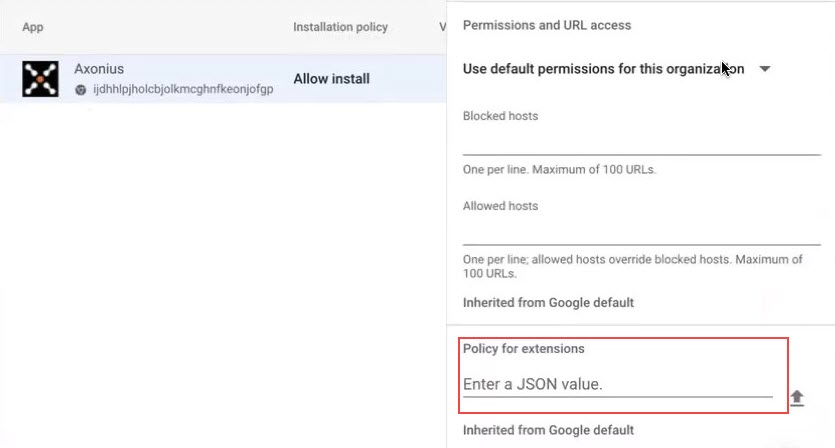 App
Installation policy
V
Axonius
ijdhhlpjholcbjolkmcghnfkeonjofgp
Allow install
Permissions and URL access
Use default permissions for this organization
Blocked hosts
One per line. Maximum of 100 URLs.
Allowed hosts
One per line; allowed hosts override blocked hosts. Maximum of
100 URLs.
Inherited from Google default
Policy for extensions
Enter a JSON value.
Inherited from Google default